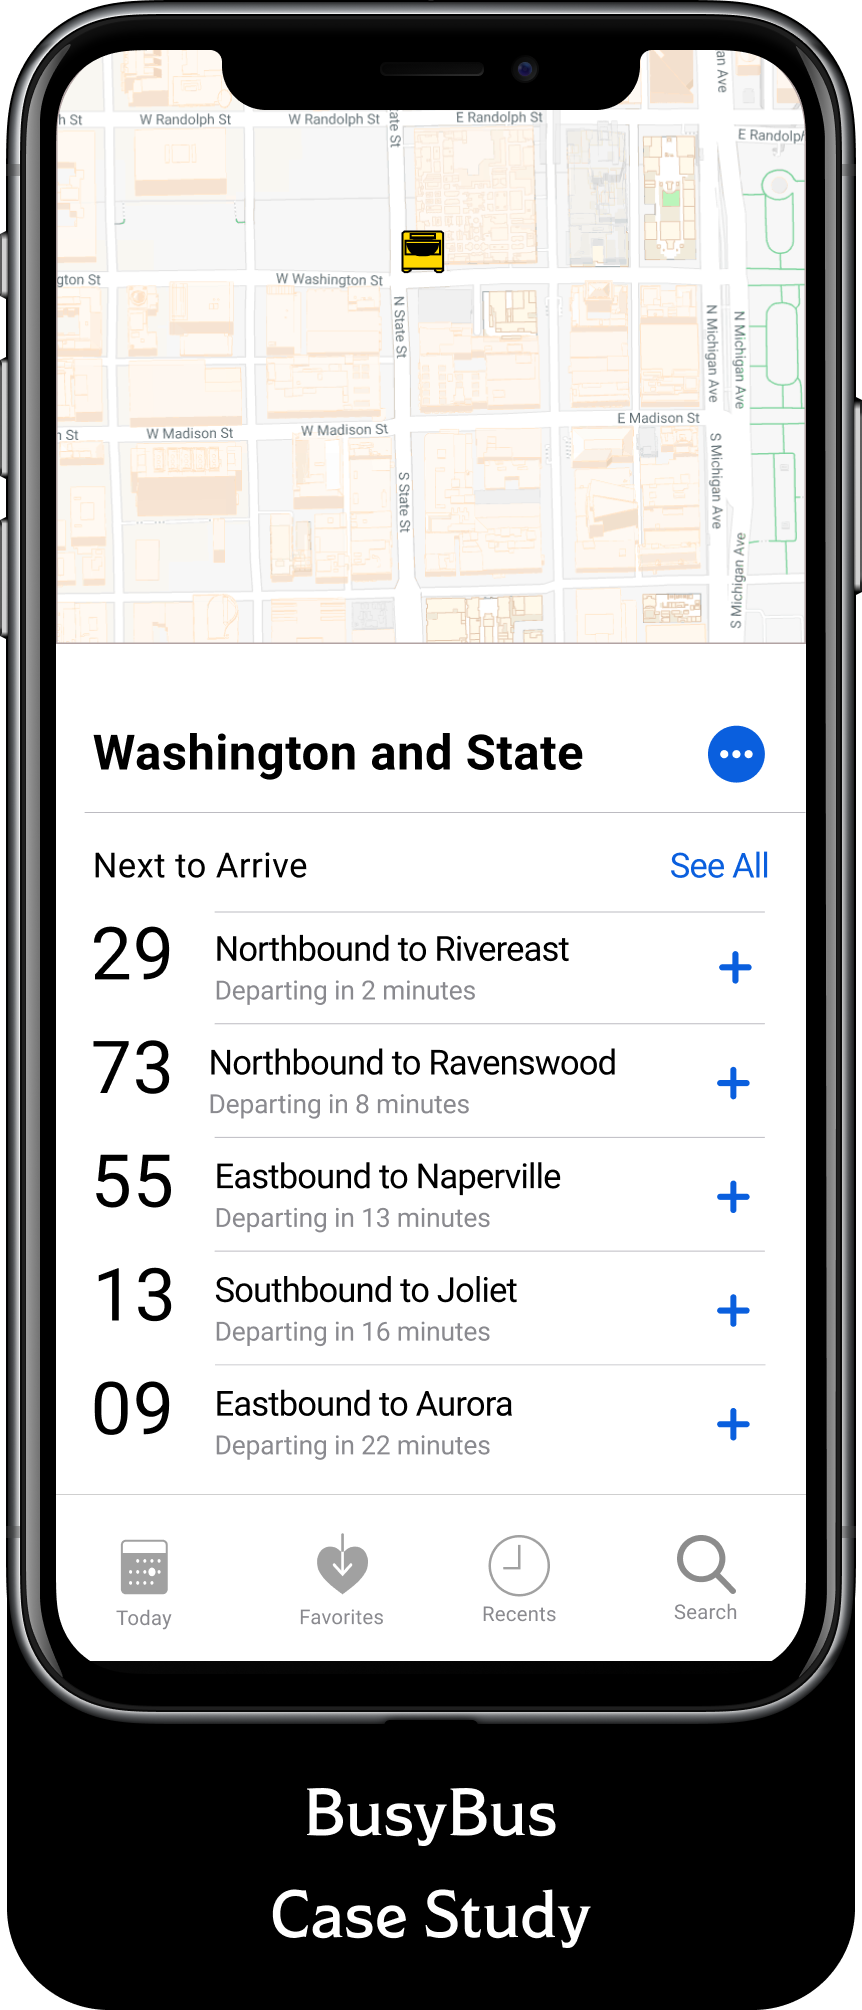 an Ave
h St
W Randolph St
W Randolph St
ate St
E Randolph St
E Randolph
gton St
W Washington St
N State St
N Michigan Ave
N Michigan Ave
n St
W Madison St
W Madison St
E Madison St
S State St
S Michigan Ave
S Michigan Ave
Washington and State
Next to Arrive
See All
29
Northbound to Rivereast
Departing in 2 minutes
73
Northbound to Ravenswood
Departing in 8 minutes
55
Eastbound to Naperville
Departing in 13 minutes
13
Southbound to Joliet
Departing in 16 minutes
09
Eastbound to Aurora
Departing in 22 minutes
Today
Favorites
Recents
Search
BusyBus
Case Study